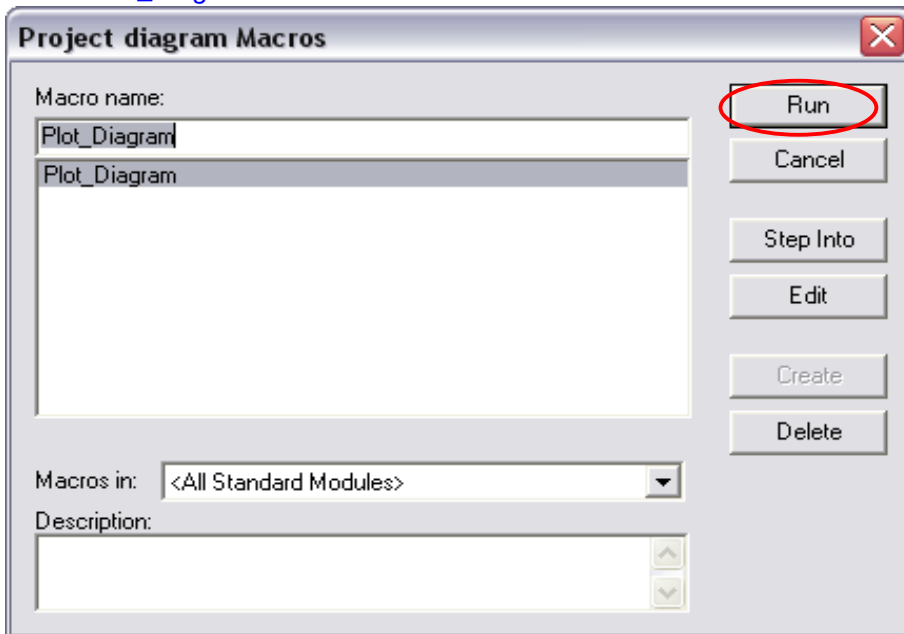 Project diagram Macros
Macro name:
Plot_Diagram
Plot_Diagram
Run
Cancel
Step Into
Edit
Create
Delete
Macros in: <All Standard Modules>
Description: